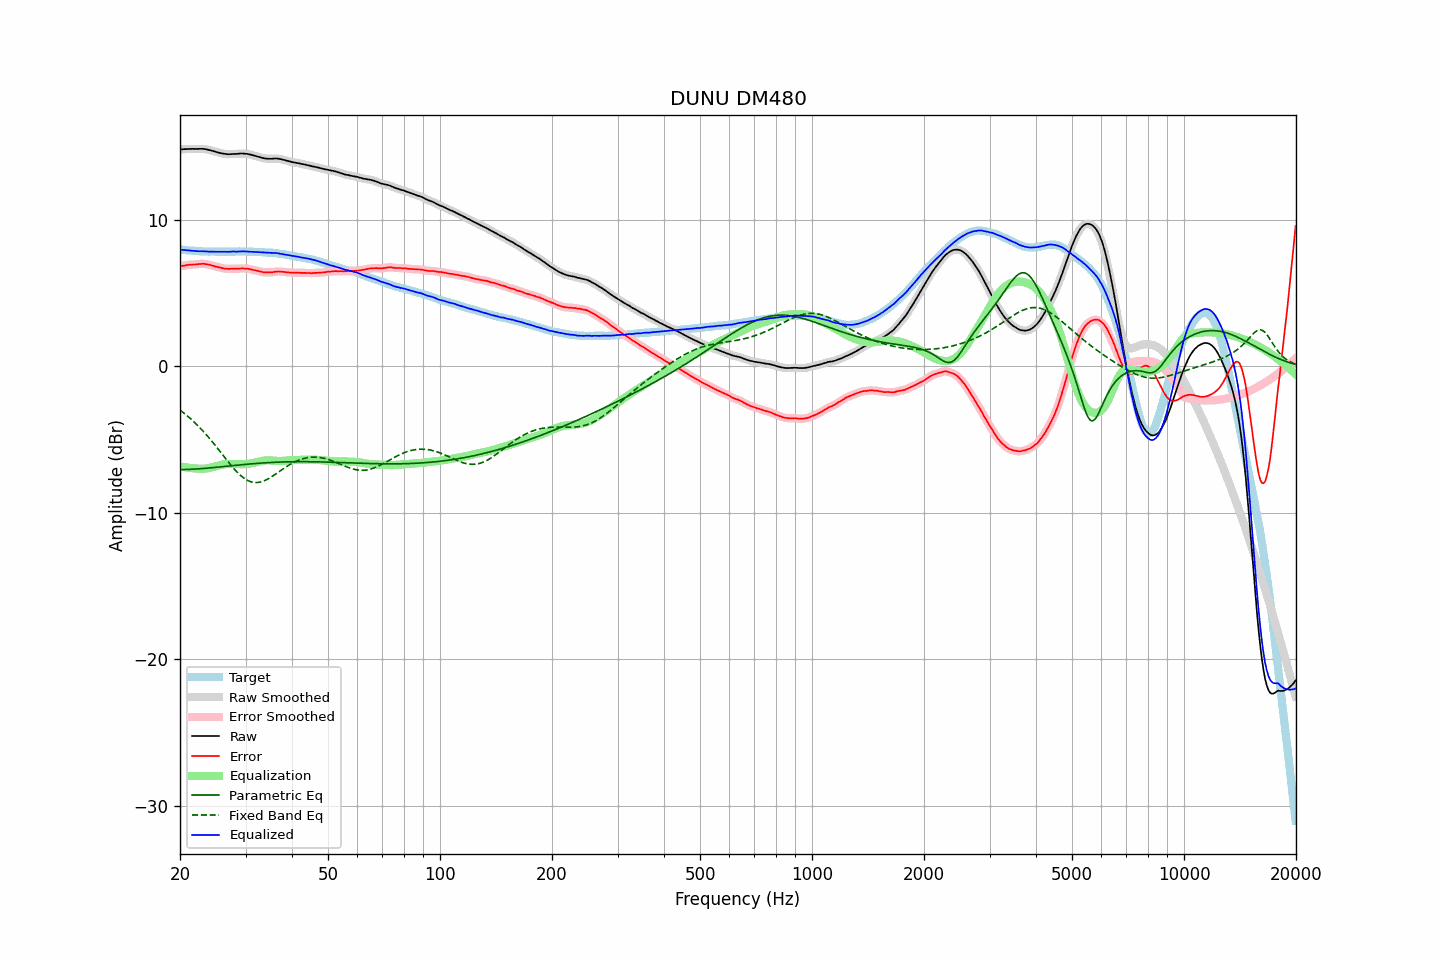 DUNU DM480
Amplitude (dBr)
10
0
−10
−20
−30
Target
Raw Smoothed
Error Smoothed
Raw
Error
Equalization
Parametric Eq
Fixed Band Eq
Equalized
20 50 100 200 500 1000 2000 5000 10000 20000
Frequency (Hz)